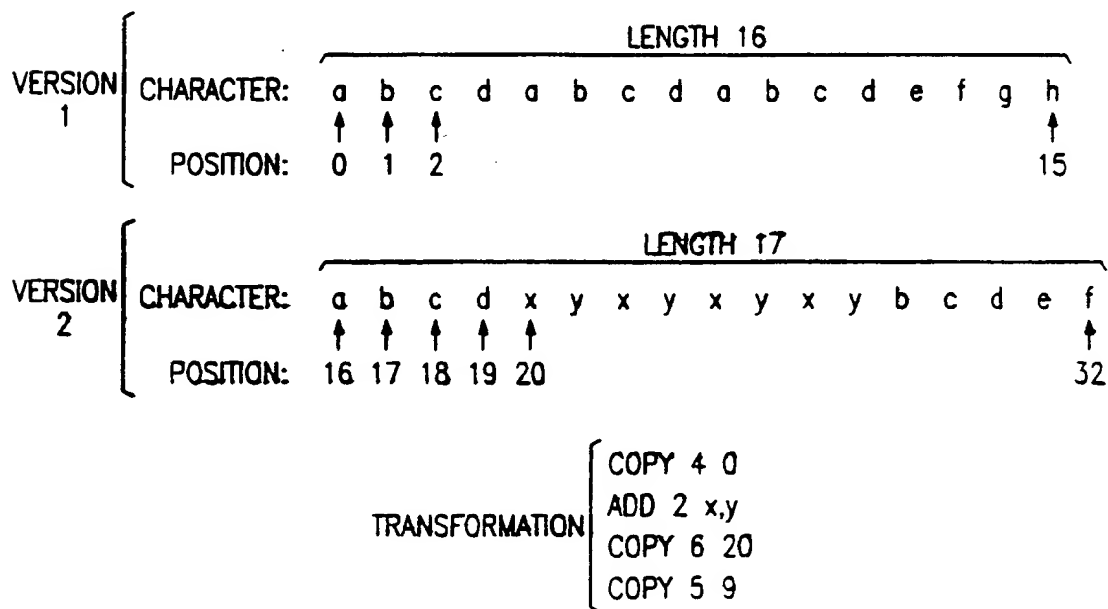 LENGTH 16
VERSION 1
CHARACTER: a b c d a b c d a b c d e f g h
POSITION: 0 1 2 15
LENGTH 17
VERSION 2
CHARACTER: a b c d x y x y x y x y b c d e f
POSITION: 16 17 18 19 20 32
TRANSFORMATION
COPY 4 0
ADD 2 x,y
COPY 6 20
COPY 5 9